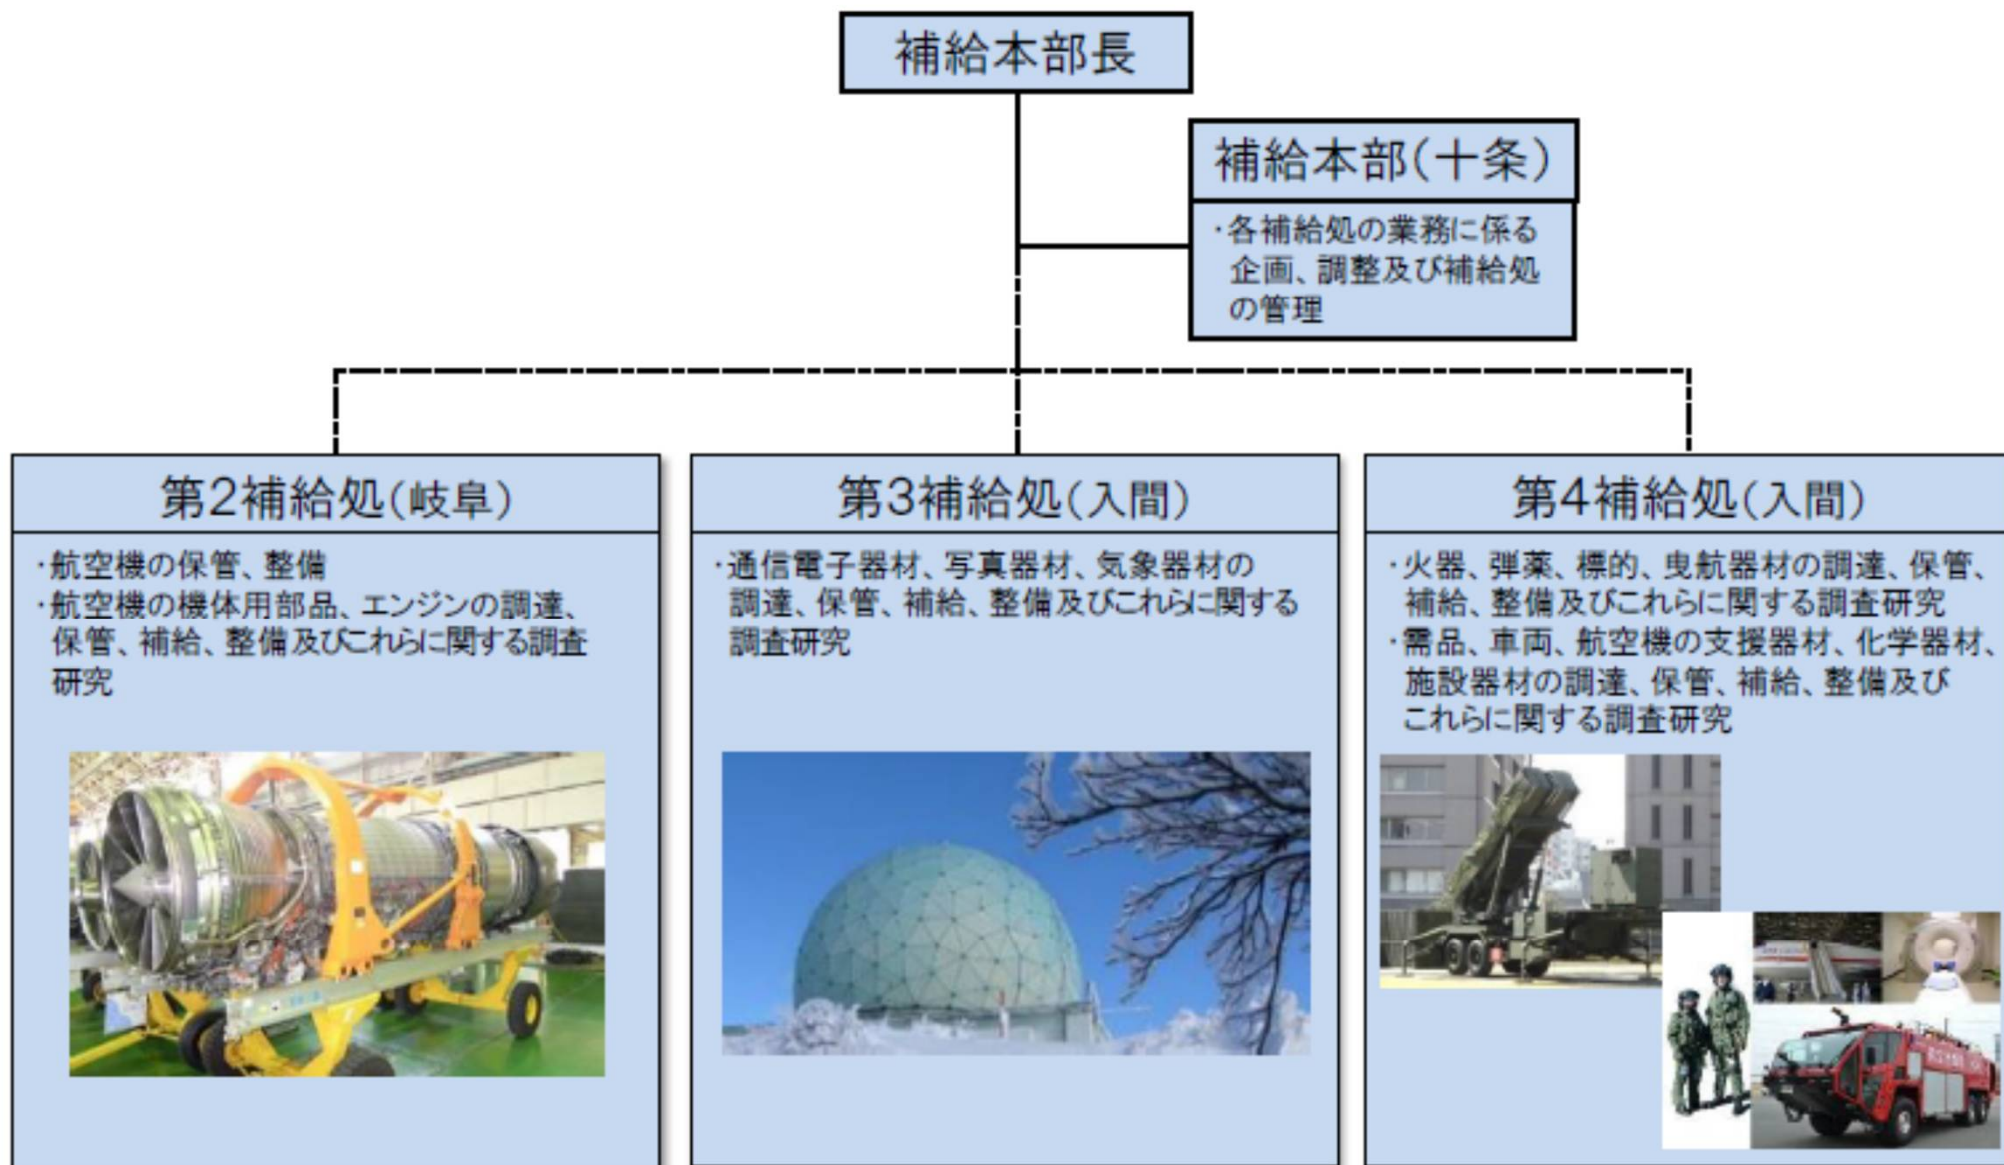 補給本部長
補給本部(十条)
・各補給処の業務に係る
企画、調整及び補給処
の管理
第2補給処(岐阜)
・航空機の保管、整備
・航空機の機体用部品、エンジンの調達、
保管、補給、整備及びこれらに関する調査
研究
第3補給処(入間)
・通信電子器材、写真器材、気象器材の
調達、保管、補給、整備及びこれらに関する
調査研究
第4補給処(入間)
・火器、弾薬、標的、曳航器材の調達、保管、
補給、整備及びこれらに関する調査研究
・需品、車両、航空機の支援器材、化学器材、
施設器材の調達、保管、補給、整備及び
これらに関する調査研究